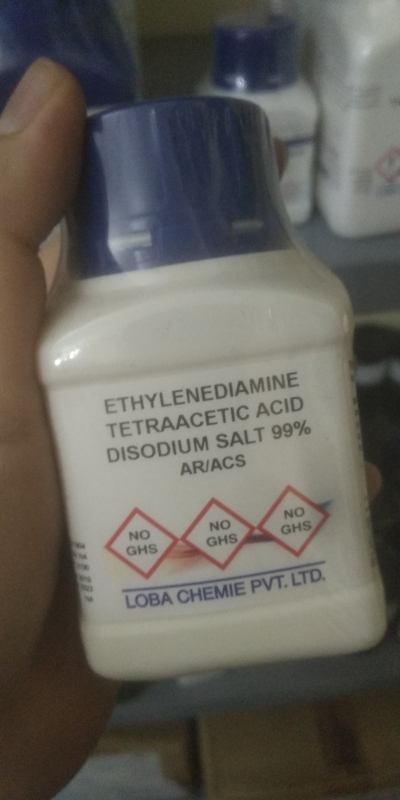 ETHYLENEDIAMINE
TETRAACETIC ACID
DISODIUM SALT 99%
AR/ACS
NO GHS
NO GHS
NO GHS
LOBA CHEMIE PVT. LTD.